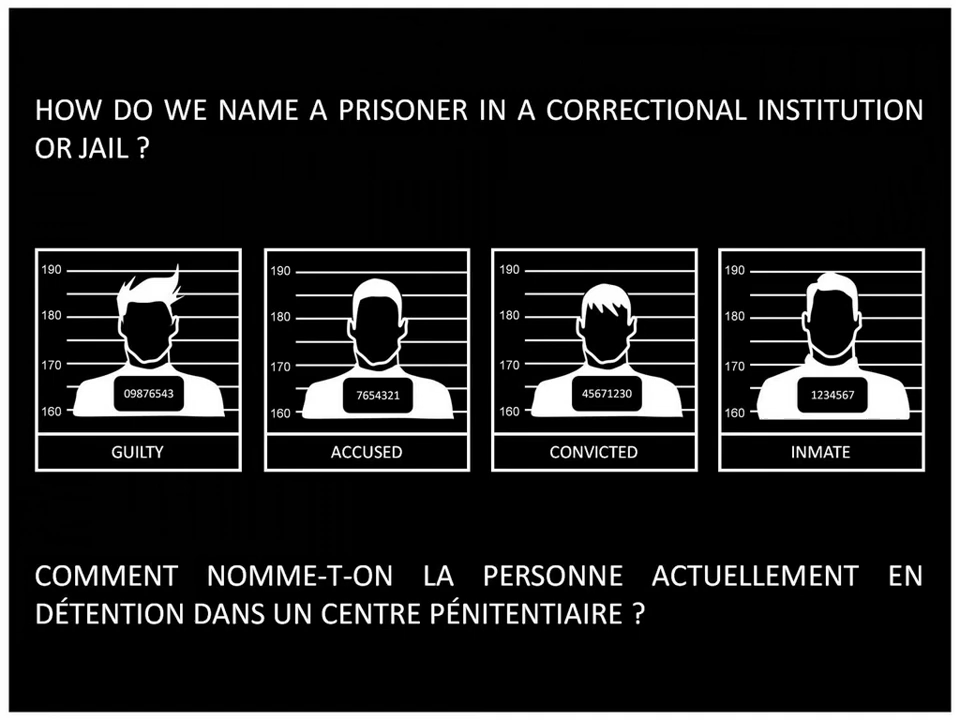 HOW DO WE NAME A PRISONER IN A CORRECTIONAL INSTITUTION
OR JAIL ?
190
180
170
160
09876543
GUILTY
190
180
170
160
7654321
ACCUSED
190
180
170
160
45671230
CONVICTED
190
180
170
160
1234567
INMATE
COMMENT NOMME-T-ON LA PERSONNE ACTUELLEMENT EN
DÉTENTION DANS UN CENTRE PÉNITENTIAIRE ?